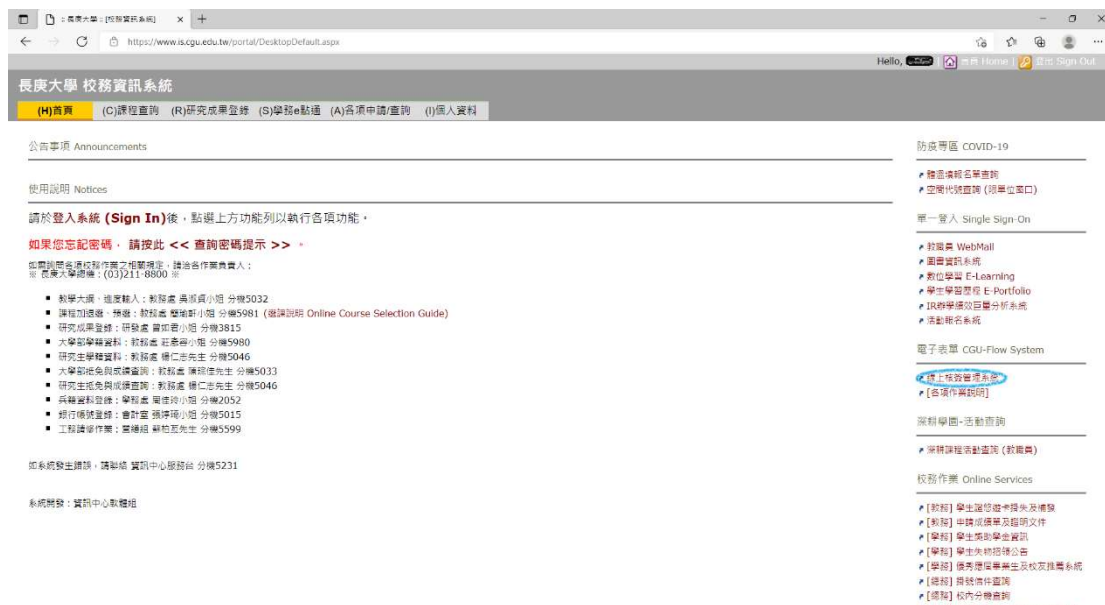 :: 長庚大學 :: [校務資訊系統]
https://www.is.cgu.edu.tw/portal/DesktopDefault.aspx
Hello, 首頁 Home | 登出 Sign Out
長庚大學 校務資訊系統
(H)首頁 (C)課程查詢 (R)研究成果登錄 (S)學務e點通 (A)各項申請/查詢 (I)個人資料
公告事項 Announcements
使用說明 Notices
請於登入系統 (Sign In)後，點選上方功能列以執行各項功能。
如果您忘記密碼， 請按此 << 查詢密碼提示 >> 。
如需詢問各項校務作業之相關規定，請洽各作業負責人：
※ 長庚大學總機：(03)211-8800 ※
教學大綱、進度輸入：教務處 吳淑貞小姐 分機5032
課程加退選、預選：教務處 簡瑜軒小姐 分機5981 (選課說明 Online Course Selection Guide)
研究成果登錄：研發處 曾如君小姐 分機3815
大學部學籍資料：教務處 莊小姐 分機5980
研究生學籍資料：教務處 楊仁志先生 分機5046
大學部抵免與成績查詢：教務處 陳先生 分機5033
研究生抵免與成績查詢：教務處 楊仁志先生 分機5046
兵籍資料登錄：學務處 周佳玲小姐 分機2052
銀行帳號登錄：會計室 張婷小姐 分機5015
工務請修作業：營繕組 蘇柏瓦先生 分機5599
如系統發生錯誤，請聯絡 資訊中心服務台 分機5231
系統開發：資訊中心軟體組
防疫專區 COVID-19
體溫填報名單查詢
空間代號查詢 (限單位窗口)
單一登入 Single Sign-On
教職員 WebMail
圖書資訊系統
數位學習 E-Learning
學生學習歷程 E-Portfolio
IR辦學績效巨量分析系統
活動報名系統
電子表單 CGU-Flow System
線上核簽管理系統
[各項作業說明]
深耕學園-活動查詢
深耕課程活動查詢 (教職員)
校務作業 Online Services
[教務] 學生證悠遊卡掛失及補發
[教務] 申請成績單及證明文件
[學務] 學生獎助學金資訊
[學務] 學生失物招領公告
[學務] 優秀應屆畢業生及校友推薦系統
[總務] 掛號信件查詢
[總務] 校內分機查詢